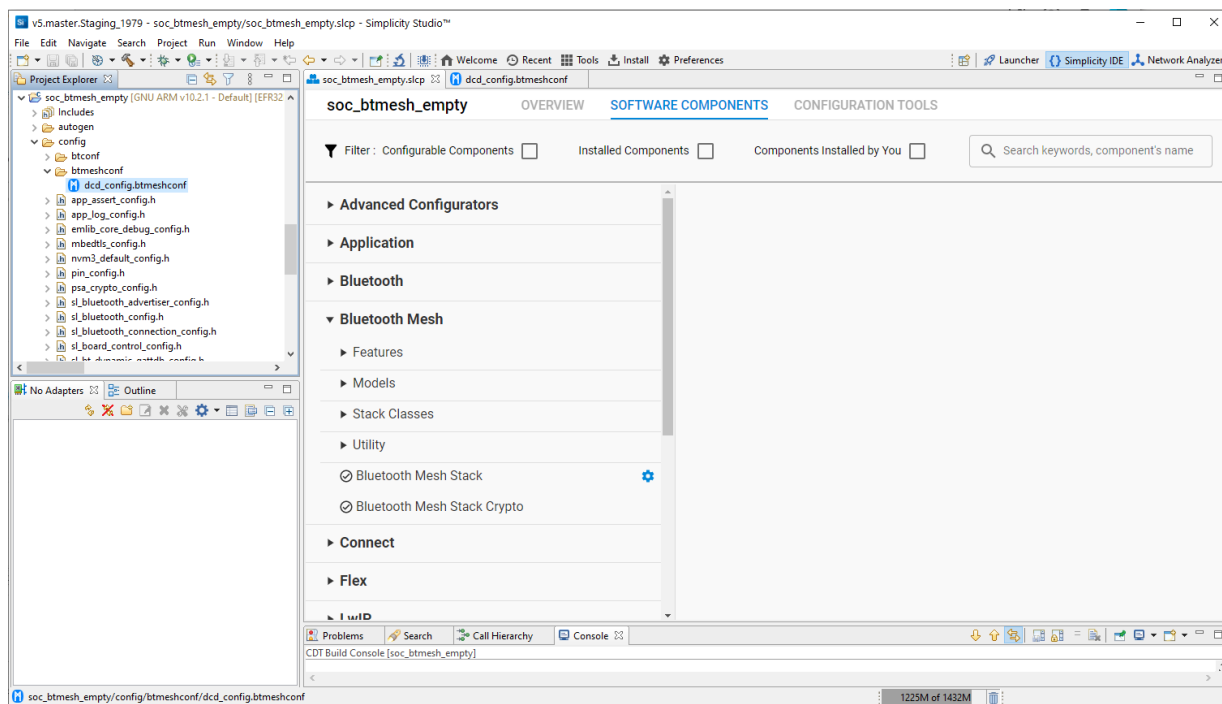 v5.master.Staging_1979 - soc_btmesh_empty/soc_btmesh_empty.slcp - Simplicity Studio™
File Edit Navigate Search Project Run Window Help
Welcome Recent Tools Install Preferences Launcher {} Simplicity IDE Network Analyzer
Project Explorer soc_btmesh_empty.slcp dcd_config.btmeshconf
soc_btmesh_empty [GNU ARM v10.2.1 - Default] [EFR32
Includes
autogen
config
btconf
btmeshconf
dcd_config.btmeshconf
app_assert_config.h
app_log_config.h
emlib_core_debug_config.h
mbedtls_config.h
nvm3_default_config.h
pin_config.h
psa_crypto_config.h
sl_bluetooth_advertiser_config.h
sl_bluetooth_config.h
sl_bluetooth_connection_config.h
sl_board_control_config.h
sl_bt_dynamic_gattdb_config.h
No Adapters Outline
soc_btmesh_empty OVERVIEW SOFTWARE COMPONENTS CONFIGURATION TOOLS
Filter : Configurable Components Installed Components Components Installed by You Search keywords, component's name
Advanced Configurators
Application
Bluetooth
Bluetooth Mesh
Features
Models
Stack Classes
Utility
Bluetooth Mesh Stack
Bluetooth Mesh Stack Crypto
Connect
Flex
LwIP
Problems Search Call Hierarchy Console
CDT Build Console [soc_btmesh_empty]
soc_btmesh_empty/config/btmeshconf/dcd_config.btmeshconf 1225M of 1432M